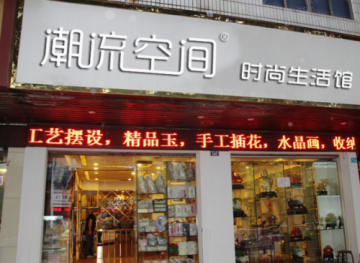 潮流空间® 时尚生活馆
工艺摆设，精品玉，手工插花，水晶画，收纳